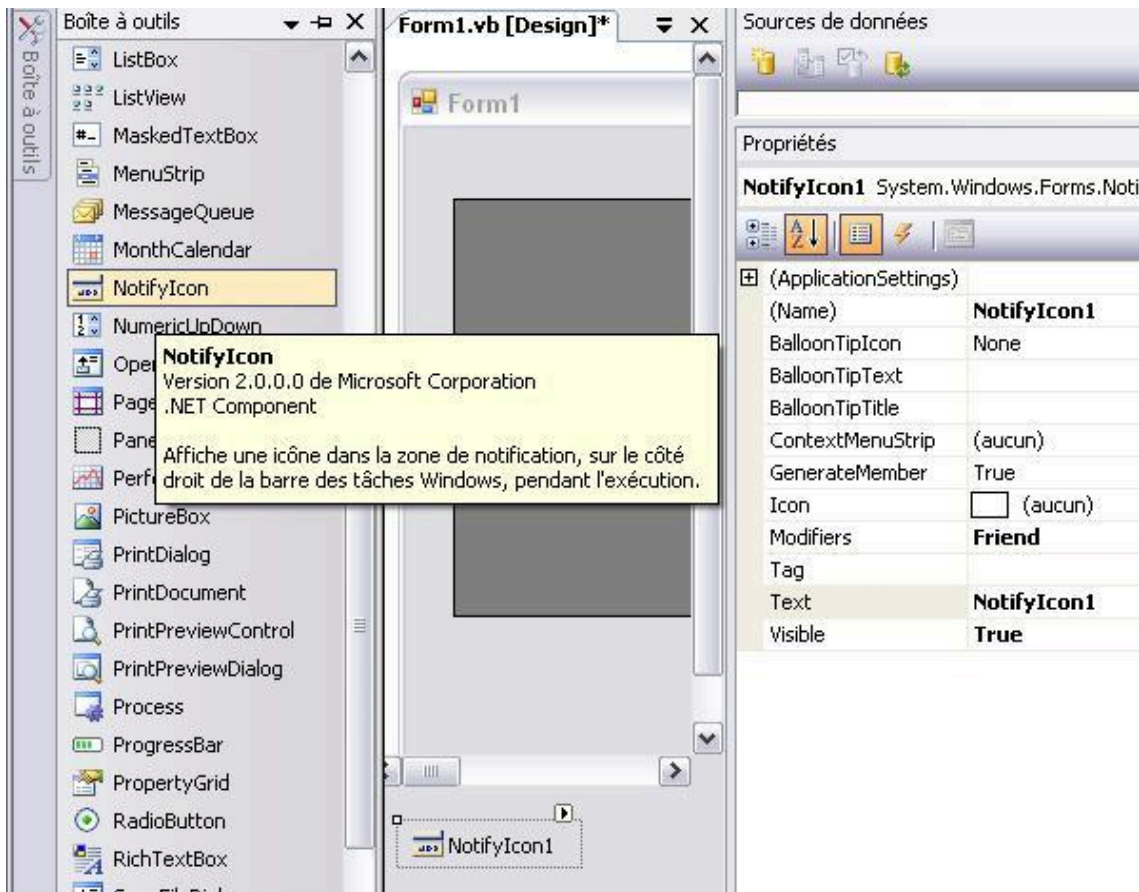 Boîte à outils
Boîte à outils
ListBox
ListView
MaskedTextBox
MenuStrip
MessageQueue
MonthCalendar
NotifyIcon
NumericUpDown
Ope
Page
Pane
Perf
PictureBox
PrintDialog
PrintDocument
PrintPreviewControl
PrintPreviewDialog
Process
ProgressBar
PropertyGrid
RadioButton
RichTextBox
NotifyIcon
Version 2.0.0.0 de Microsoft Corporation
.NET Component
Affiche une icône dans la zone de notification, sur le côté
droit de la barre des tâches Windows, pendant l'exécution.
Form1.vb [Design]*
Form1
NotifyIcon1
Sources de données
Propriétés
NotifyIcon1 System.Windows.Forms.Noti
(ApplicationSettings)
(Name) NotifyIcon1
BalloonTipIcon None
BalloonTipText
BalloonTipTitle
ContextMenuStrip (aucun)
GenerateMember True
Icon (aucun)
Modifiers Friend
Tag
Text NotifyIcon1
Visible True